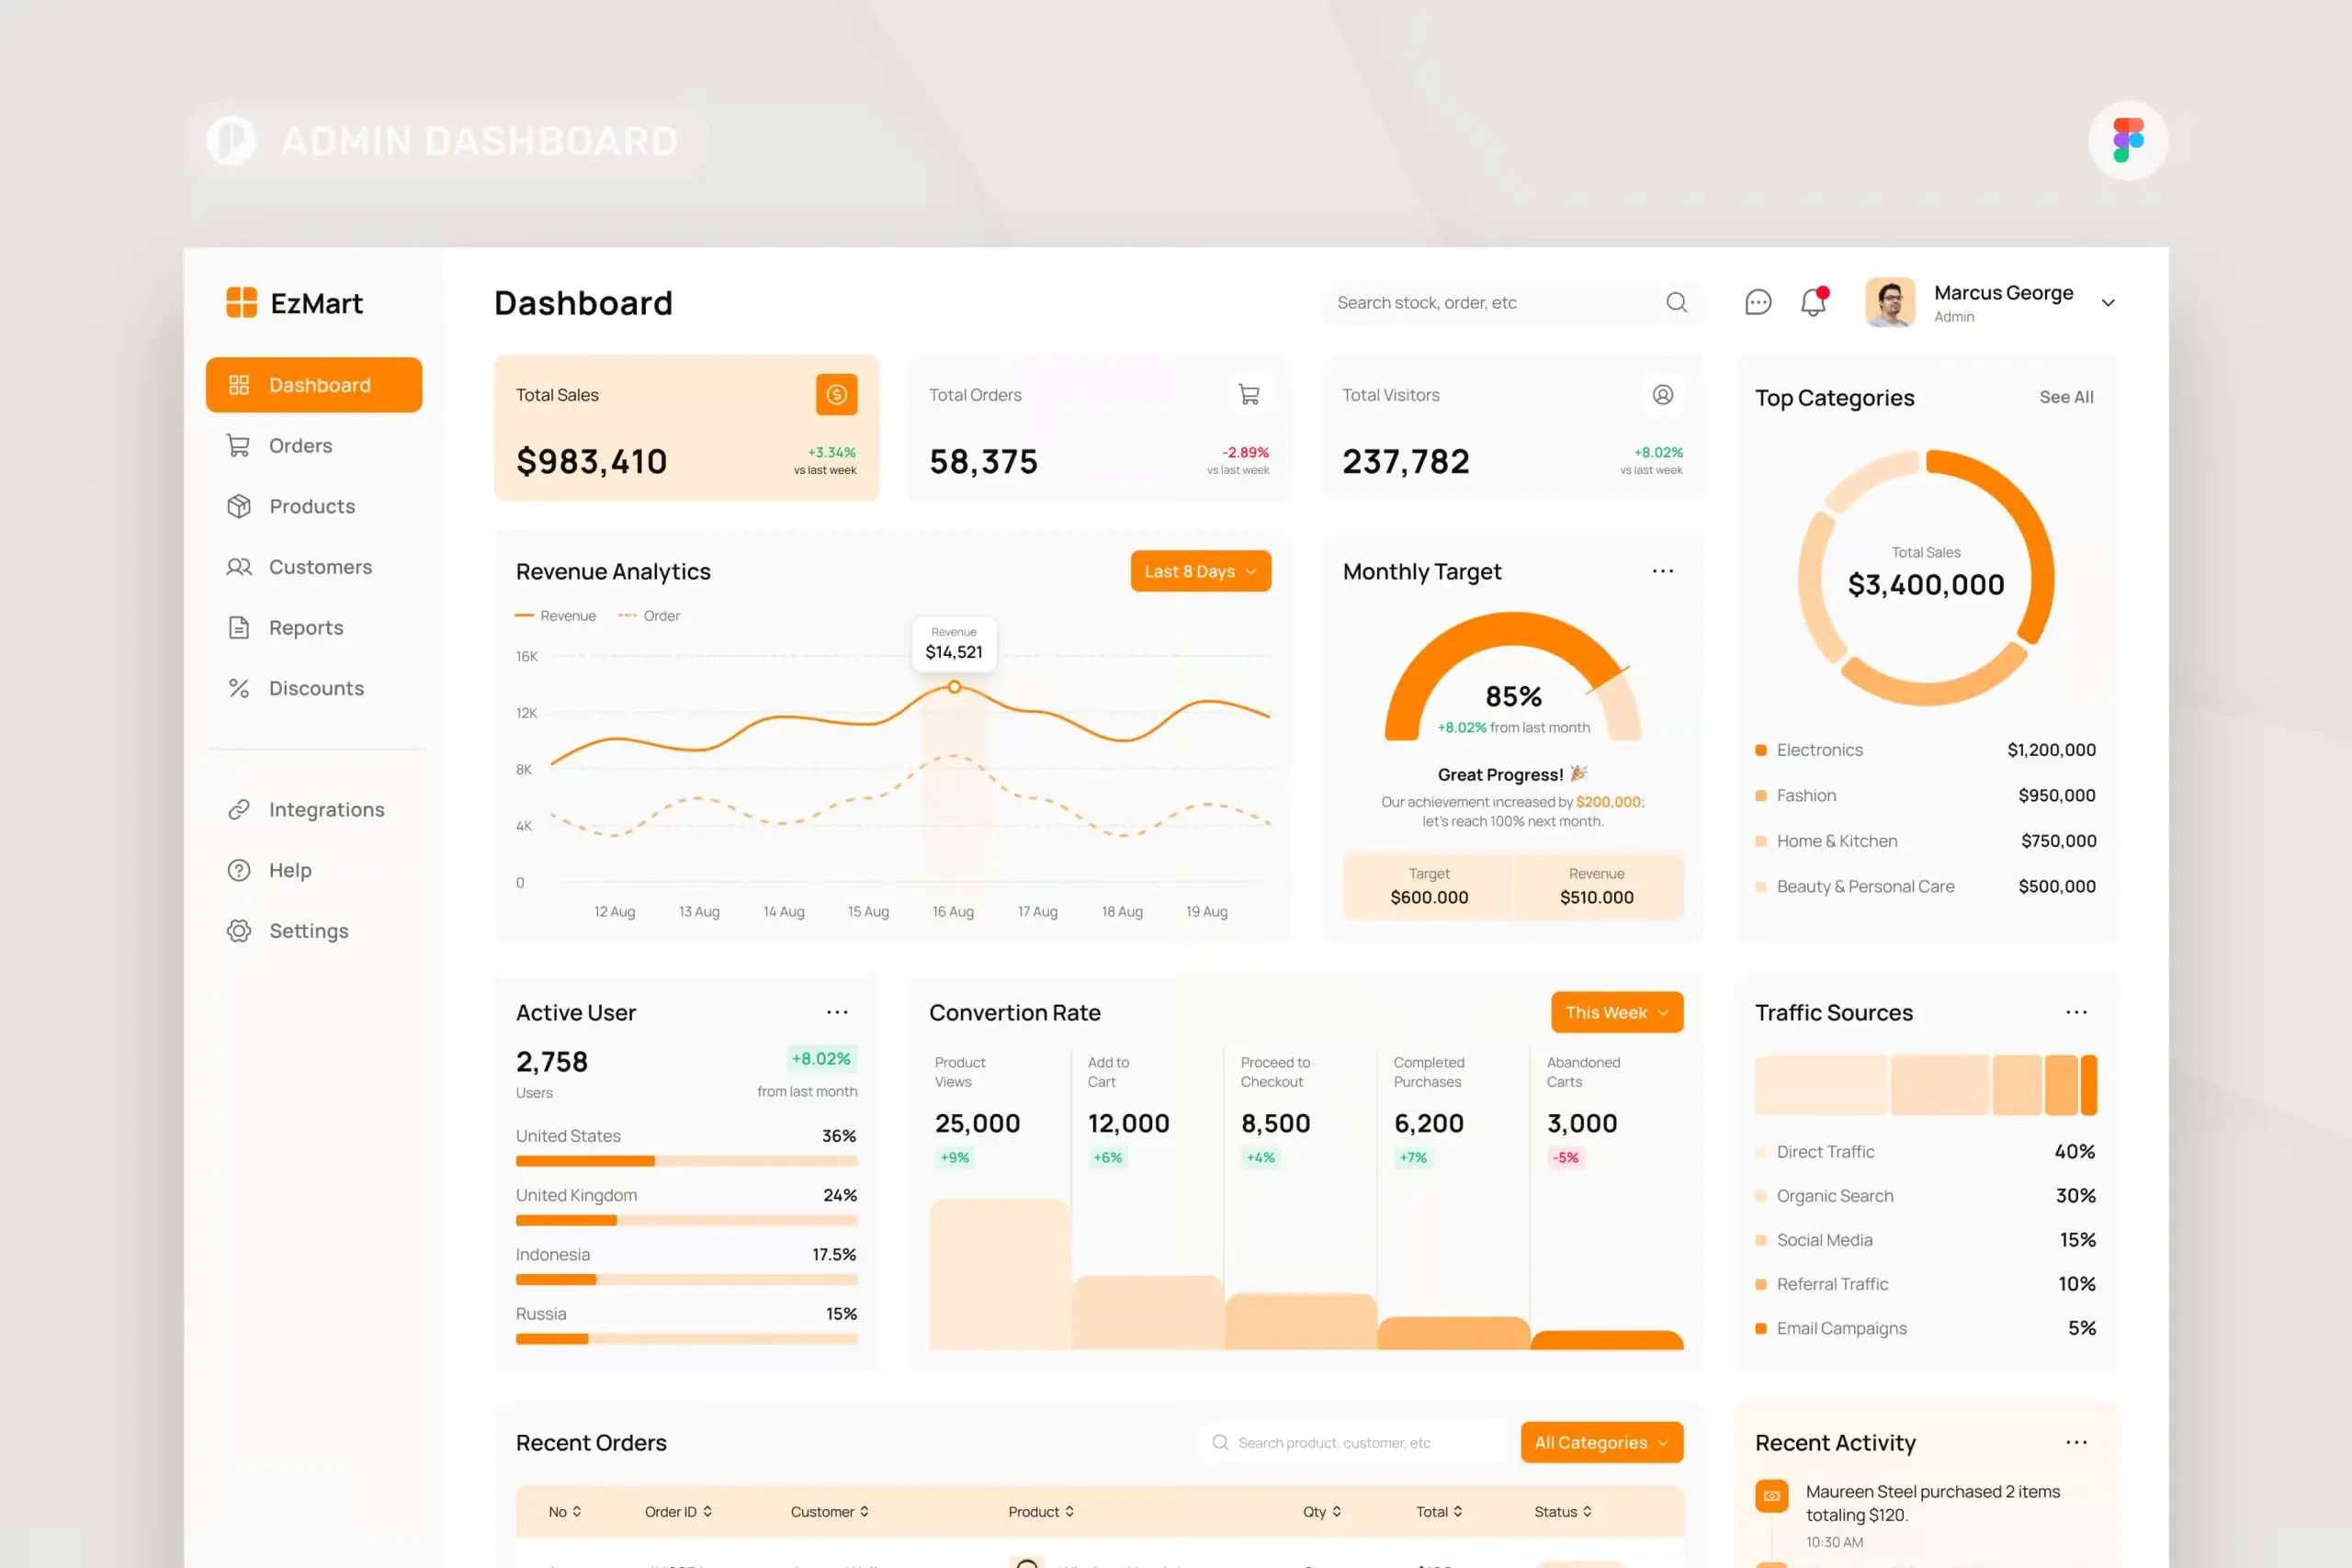 ADMIN DASHBOARD
EzMart
Dashboard
Orders
Products
Customers
Reports
Discounts
Integrations
Help
Settings
Dashboard
Search stock, order, etc
Marcus George
Admin
Total Sales
$983,410
+3.34%
vs last week
Total Orders
58,375
-2.89%
vs last week
Total Visitors
237,782
+8.02%
vs last week
Revenue Analytics
Last 8 Days
Revenue
Order
Revenue
$14,521
16K
12K
8K
4K
0
12 Aug
13 Aug
14 Aug
15 Aug
16 Aug
17 Aug
18 Aug
19 Aug
Monthly Target
85%
+8.02% from last month
Great Progress! 🎉
Our achievement increased by $200,000;
let's reach 100% next month.
Target
$600.000
Revenue
$510.000
Top Categories
See All
Total Sales
$3,400,000
Electronics $1,200,000
Fashion $950,000
Home & Kitchen $750,000
Beauty & Personal Care $500,000
Active User
2,758
Users
+8.02%
from last month
United States 36%
United Kingdom 24%
Indonesia 17.5%
Russia 15%
Convertion Rate
This Week
Product
Views
25,000
+9%
Add to
Cart
12,000
+6%
Proceed to
Checkout
8,500
+4%
Completed
Purchases
6,200
+7%
Abandoned
Carts
3,000
-5%
Traffic Sources
Direct Traffic 40%
Organic Search 30%
Social Media 15%
Referral Traffic 10%
Email Campaigns 5%
Recent Orders
Search product, customer, etc
All Categories
No Order ID Customer Product Qty Total Status
Recent Activity
Maureen Steel purchased 2 items
totaling $120.
10:30 AM